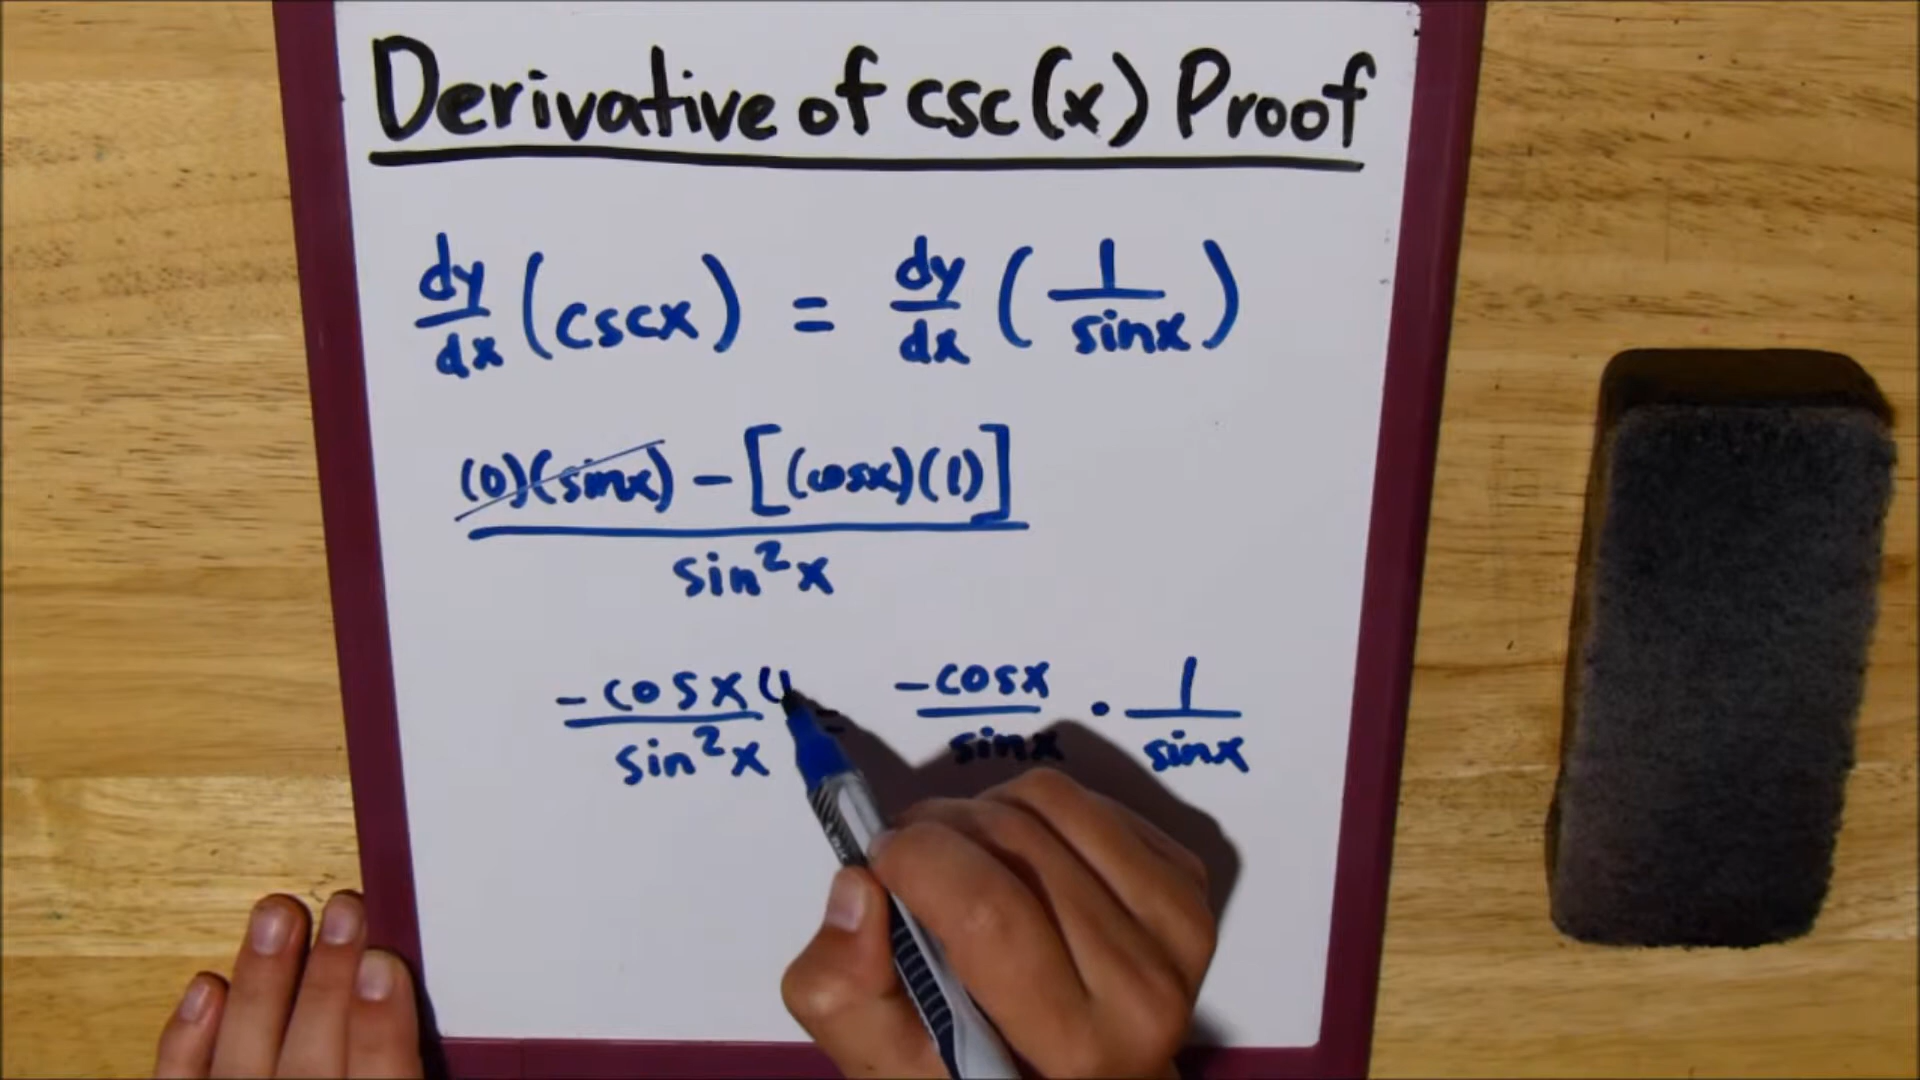 Derivative of csc(x) Proof
dy/dx (cscx) = dy/dx (1/sinx)
(0)(sinx) - [(cosx)(1)]
sin²x
-cosx(1 = -cosx/sinx · 1/sinx
sin²x